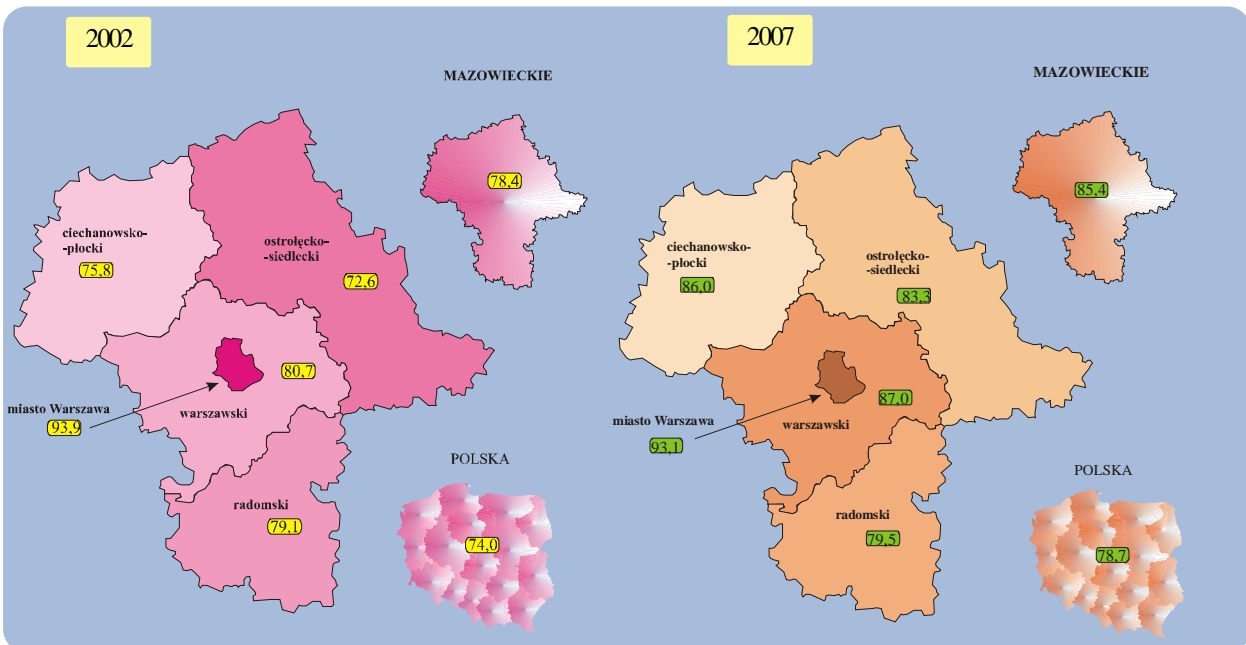 2002
MAZOWIECKIE
78,4
ciechanowsko-
-płocki
75,8
ostrołęcko-
-siedlecki
72,6
80,7
miasto Warszawa
93,9
warszawski
radomski
79,1
POLSKA
74,0
2007
MAZOWIECKIE
85,4
ciechanowsko-
-płocki
86,0
ostrołęcko-
-siedlecki
83,3
87,0
miasto Warszawa
93,1
warszawski
radomski
79,5
POLSKA
78,7